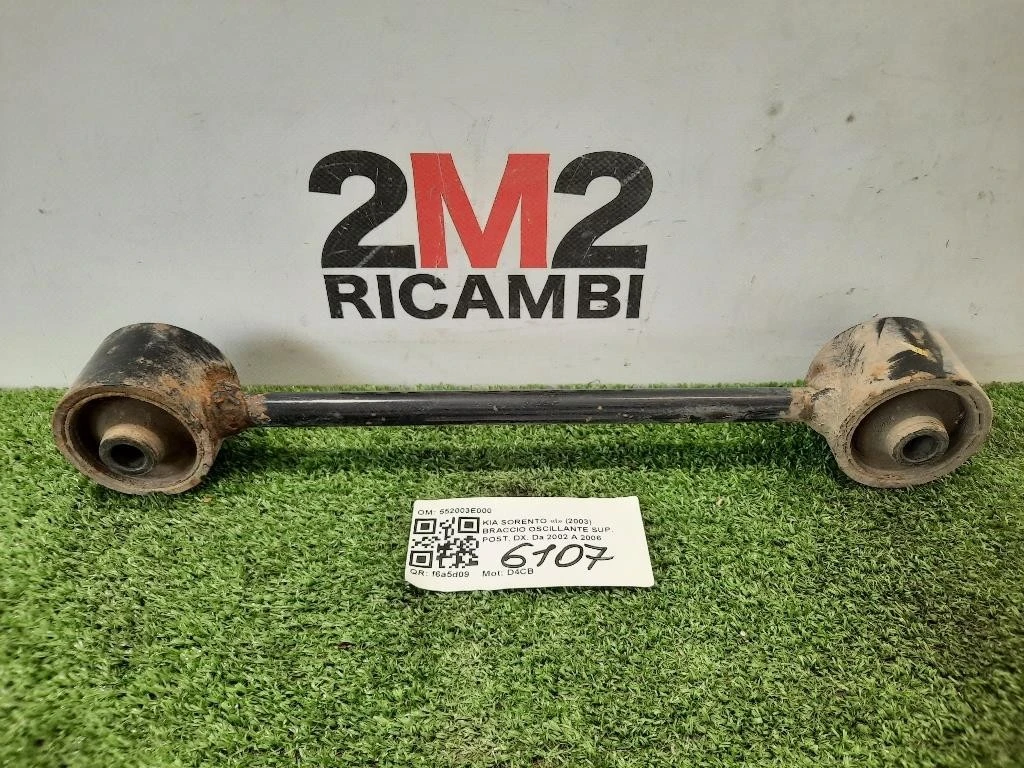 2M2
RICAMBI
OM: 552003E000
KIA SORENTO «I» (2003)
BRACCIO OSCILLANTE SUP.
POST. DX. Da 2002 A 2006
6107
QR: f6a5d09 Mot: D4CB